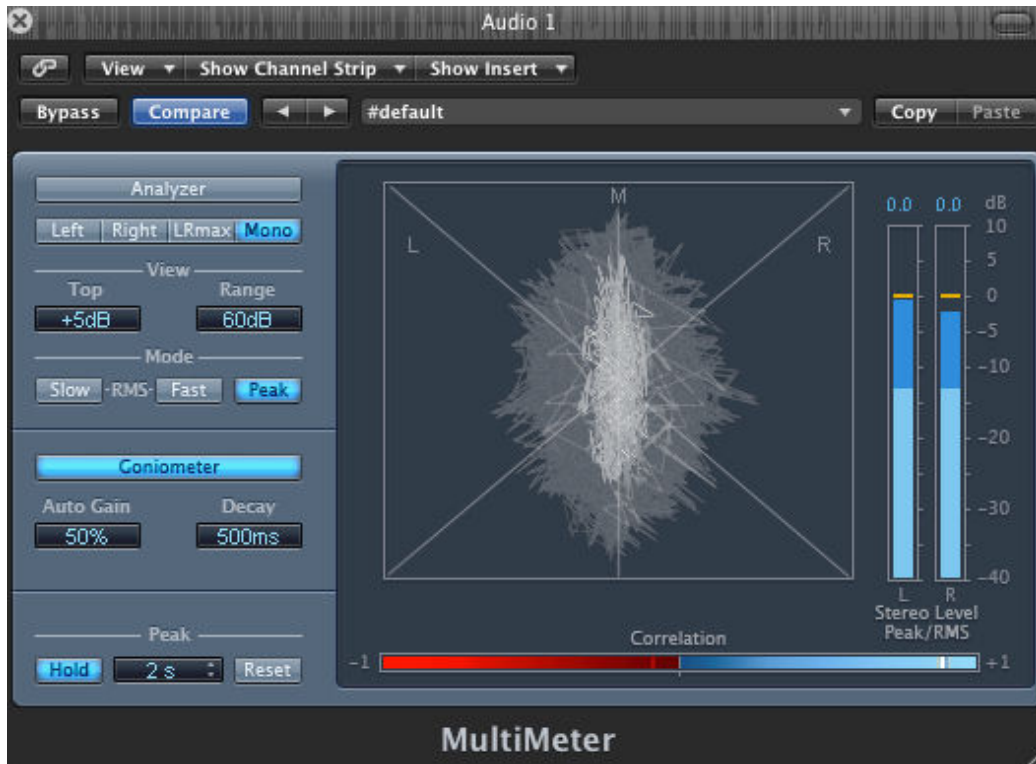 Audio 1
View Show Channel Strip Show Insert
Bypass Compare #default Copy Paste
Analyzer
Left Right LRmax Mono
View
Top Range
+5dB 60dB
Mode
Slow -RMS- Fast Peak
Goniometer
Auto Gain Decay
50% 500ms
Peak
Hold 2 s Reset
M
L R
0.0 0.0 dB
10
5
0
-5
-10
-20
-30
-40
L R
Stereo Level
Peak/RMS
Correlation
-1 +1
MultiMeter